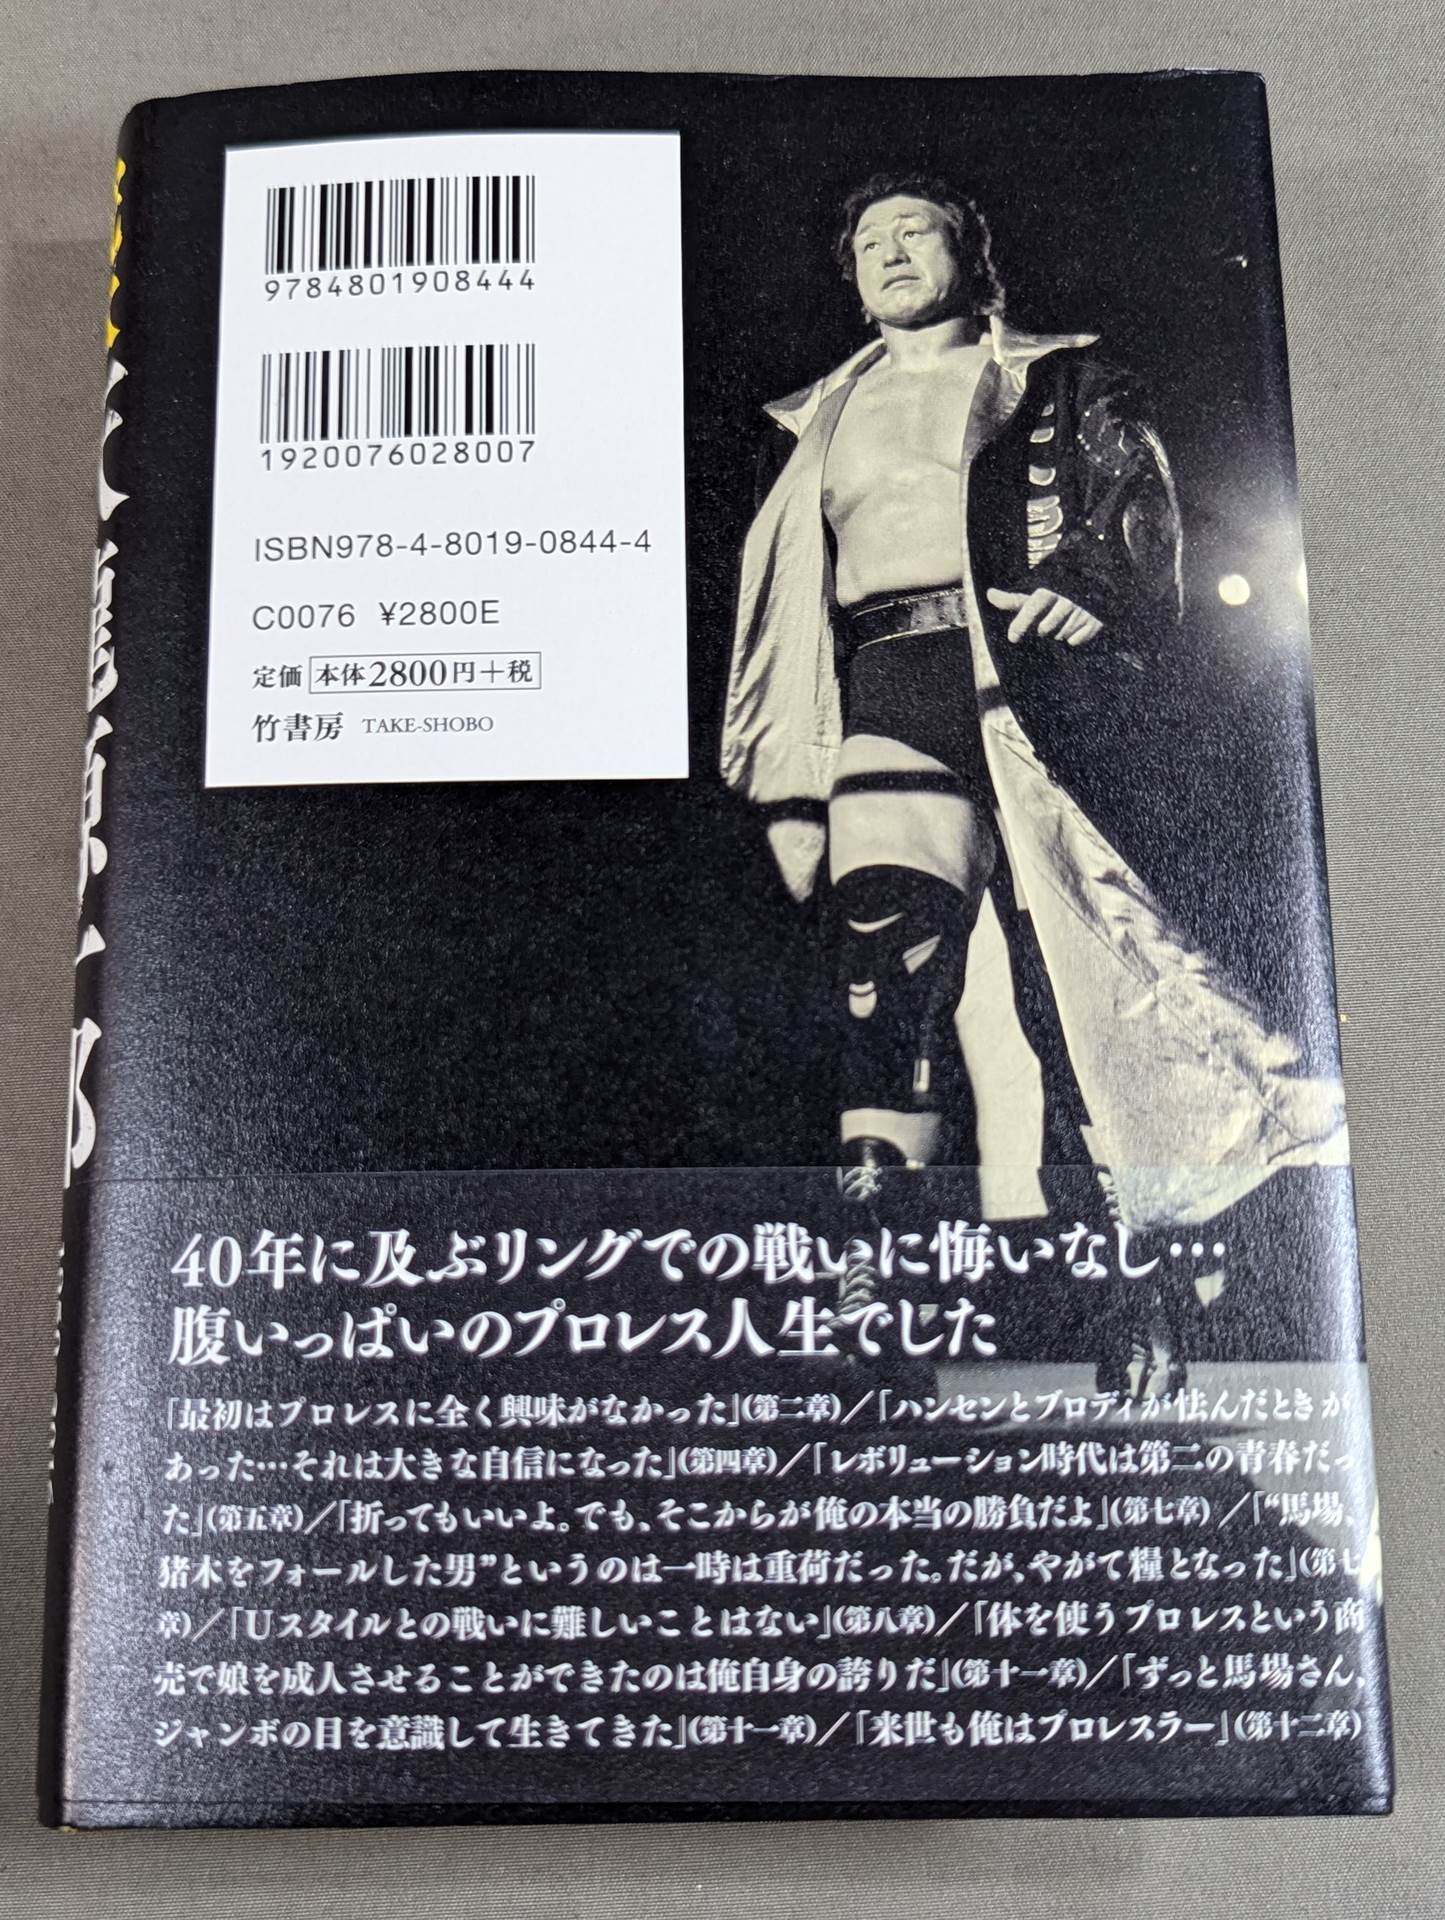 9784801908444
1920076028007
ISBN978-4-8019-0844-4
C0076 ¥2800E
定価 本体2800円＋税
竹書房 TAKE-SHOBO
40年に及ぶリングでの戦いに悔いなし…
腹いっぱいのプロレス人生でした
「最初はプロレスに全く興味がなかった」(第二章)／「ハンセンとブロディが怯んだときが
あった…それは大きな自信になった」(第四章)／「レボリューション時代は第二の青春だっ
た」(第五章)／「折ってもいいよ。でも、そこからが俺の本当の勝負だよ」(第七章)／「“馬場、
猪木をフォールした男”というのは一時は重荷だった。だが、やがて糧となった」(第七
章)／「Uスタイルとの戦いに難しいことはない」(第八章)／「体を使うプロレスという商
売で娘を成人させることができたのは俺自身の誇りだ」(第十一章)／「ずっと馬場さん、
ジャンボの目を意識して生きてきた」(第十一章)／「来世も俺はプロレスラー」(第十二章)